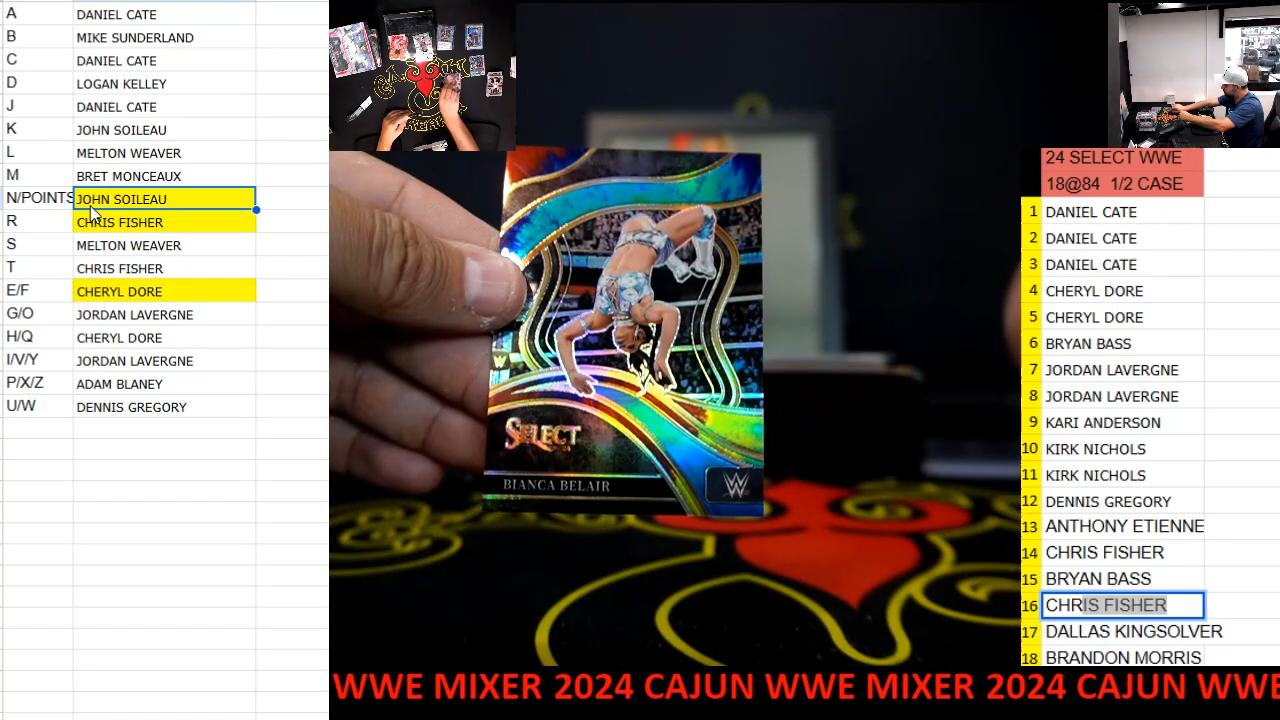 A DANIEL CATE
B MIKE SUNDERLAND
C DANIEL CATE
D LOGAN KELLEY
J DANIEL CATE
K JOHN SOILEAU
L MELTON WEAVER
M BRET MONCEAUX
N/POINTS JOHN SOILEAU
R CHRIS FISHER
S MELTON WEAVER
T CHRIS FISHER
E/F CHERYL DORE
G/O JORDAN LAVERGNE
H/Q CHERYL DORE
I/V/Y JORDAN LAVERGNE
P/X/Z ADAM BLANEY
U/W DENNIS GREGORY
SELECT
BIANCA BELAIR
W
24 SELECT WWE
18@84 1/2 CASE
1 DANIEL CATE
2 DANIEL CATE
3 DANIEL CATE
4 CHERYL DORE
5 CHERYL DORE
6 BRYAN BASS
7 JORDAN LAVERGNE
8 JORDAN LAVERGNE
9 KARI ANDERSON
10 KIRK NICHOLS
11 KIRK NICHOLS
12 DENNIS GREGORY
13 ANTHONY ETIENNE
14 CHRIS FISHER
15 BRYAN BASS
16 CHRIS FISHER
17 DALLAS KINGSOLVER
18 BRANDON MORRIS
WWE MIXER 2024 CAJUN WWE MIXER 2024 CAJUN WWE